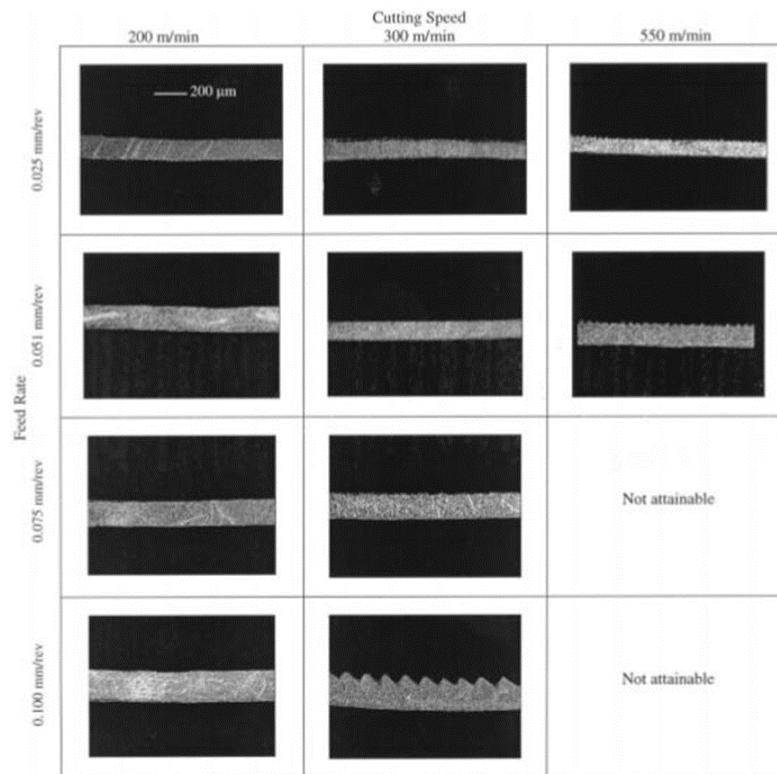 Cutting Speed
200 m/min
300 m/min
550 m/min
Feed Rate
0.025 mm/rev
200 µm
0.051 mm/rev
0.075 mm/rev
Not attainable
0.100 mm/rev
Not attainable